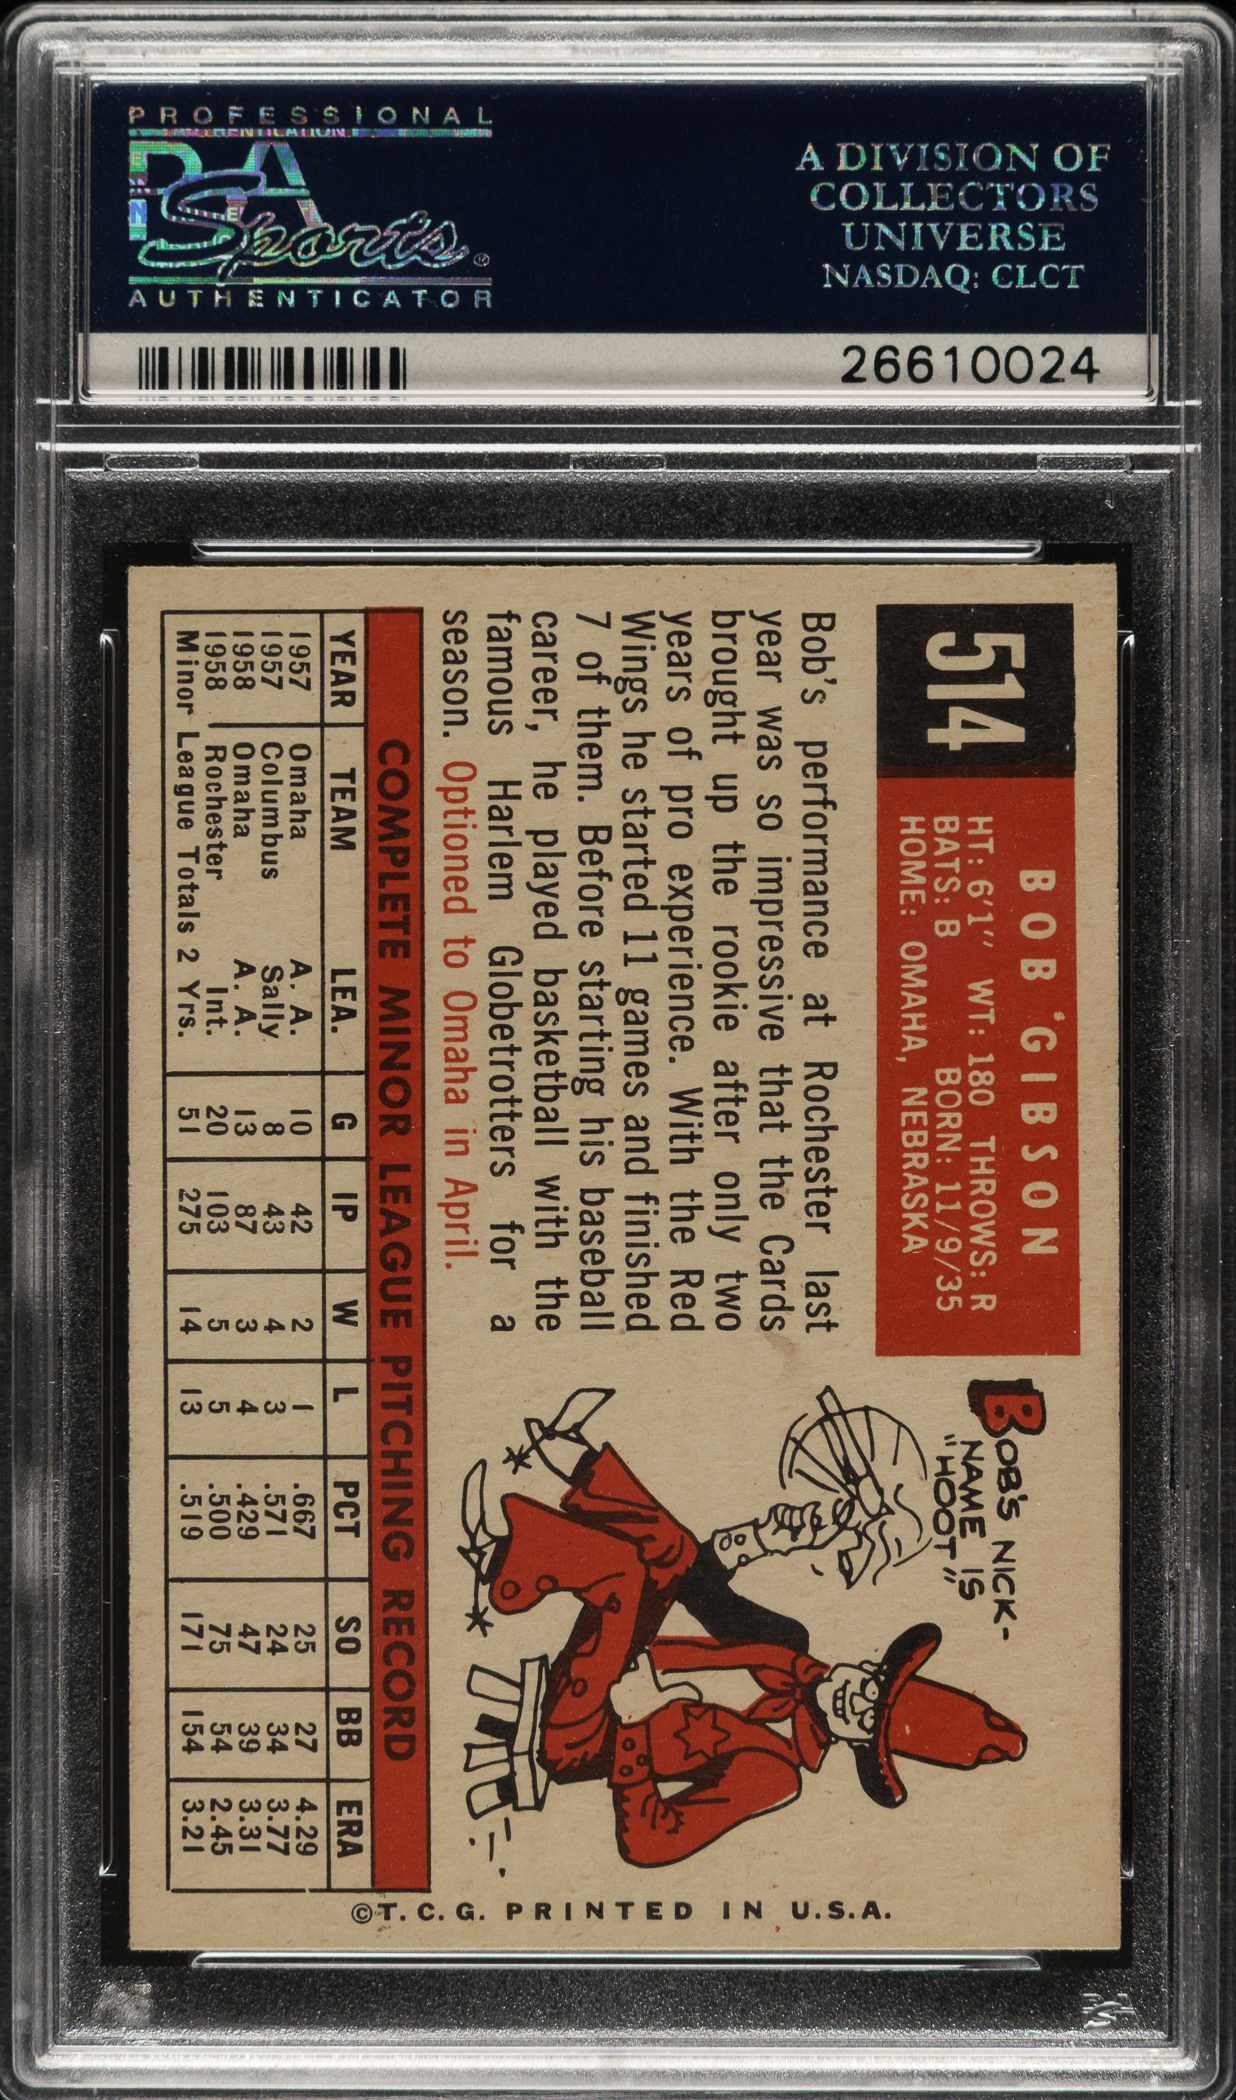 PROFESSIONAL
PSA
Sports®
AUTHENTICATOR
A DIVISION OF
COLLECTORS
UNIVERSE
NASDAQ: CLCT
26610024
514
BOB GIBSON
HT: 6'1" WT: 180 THROWS: R
BATS: B BORN: 11/9/35
HOME: OMAHA, NEBRASKA
Bob's performance at Rochester last
year was so impressive that the Cards
brought up the rookie after only two
years of pro experience. With the Red
Wings he started 11 games and finished
7 of them. Before starting his baseball
career, he played basketball with the
famous Harlem Globetrotters for a
season. Optioned to Omaha in April.
BOB'S NICK-
NAME IS
"HOOT"
COMPLETE MINOR LEAGUE PITCHING RECORD
YEAR TEAM LEA. G IP W L PCT SO BB ERA
1957 Omaha A. A. 10 42 2 1 .667 25 27 4.29
1957 Columbus Sally 8 43 4 3 .571 24 34 3.77
1958 Omaha A. A. 13 87 3 4 .429 47 39 3.31
1958 Rochester Int. 20 103 5 5 .500 75 54 2.45
Minor League Totals 2 Yrs. 51 275 14 13 .519 171 154 3.21
©T. C. G. PRINTED IN U.S.A.
PSA